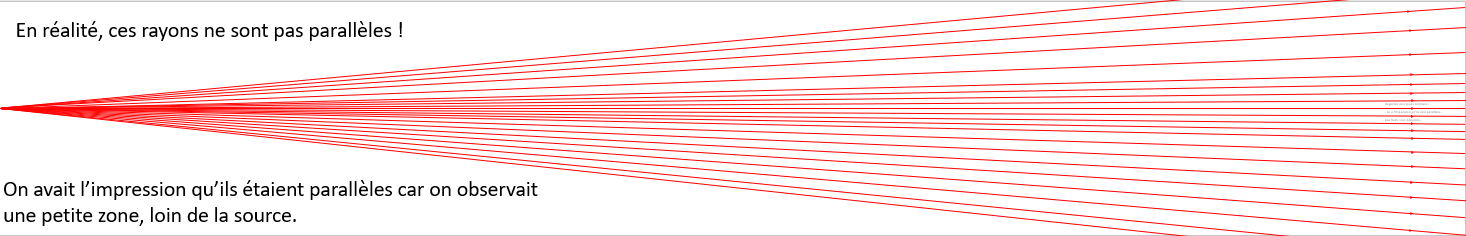 En réalité, ces rayons ne sont pas parallèles !
On avait l’impression qu’ils étaient parallèles car on observait
une petite zone, loin de la source.